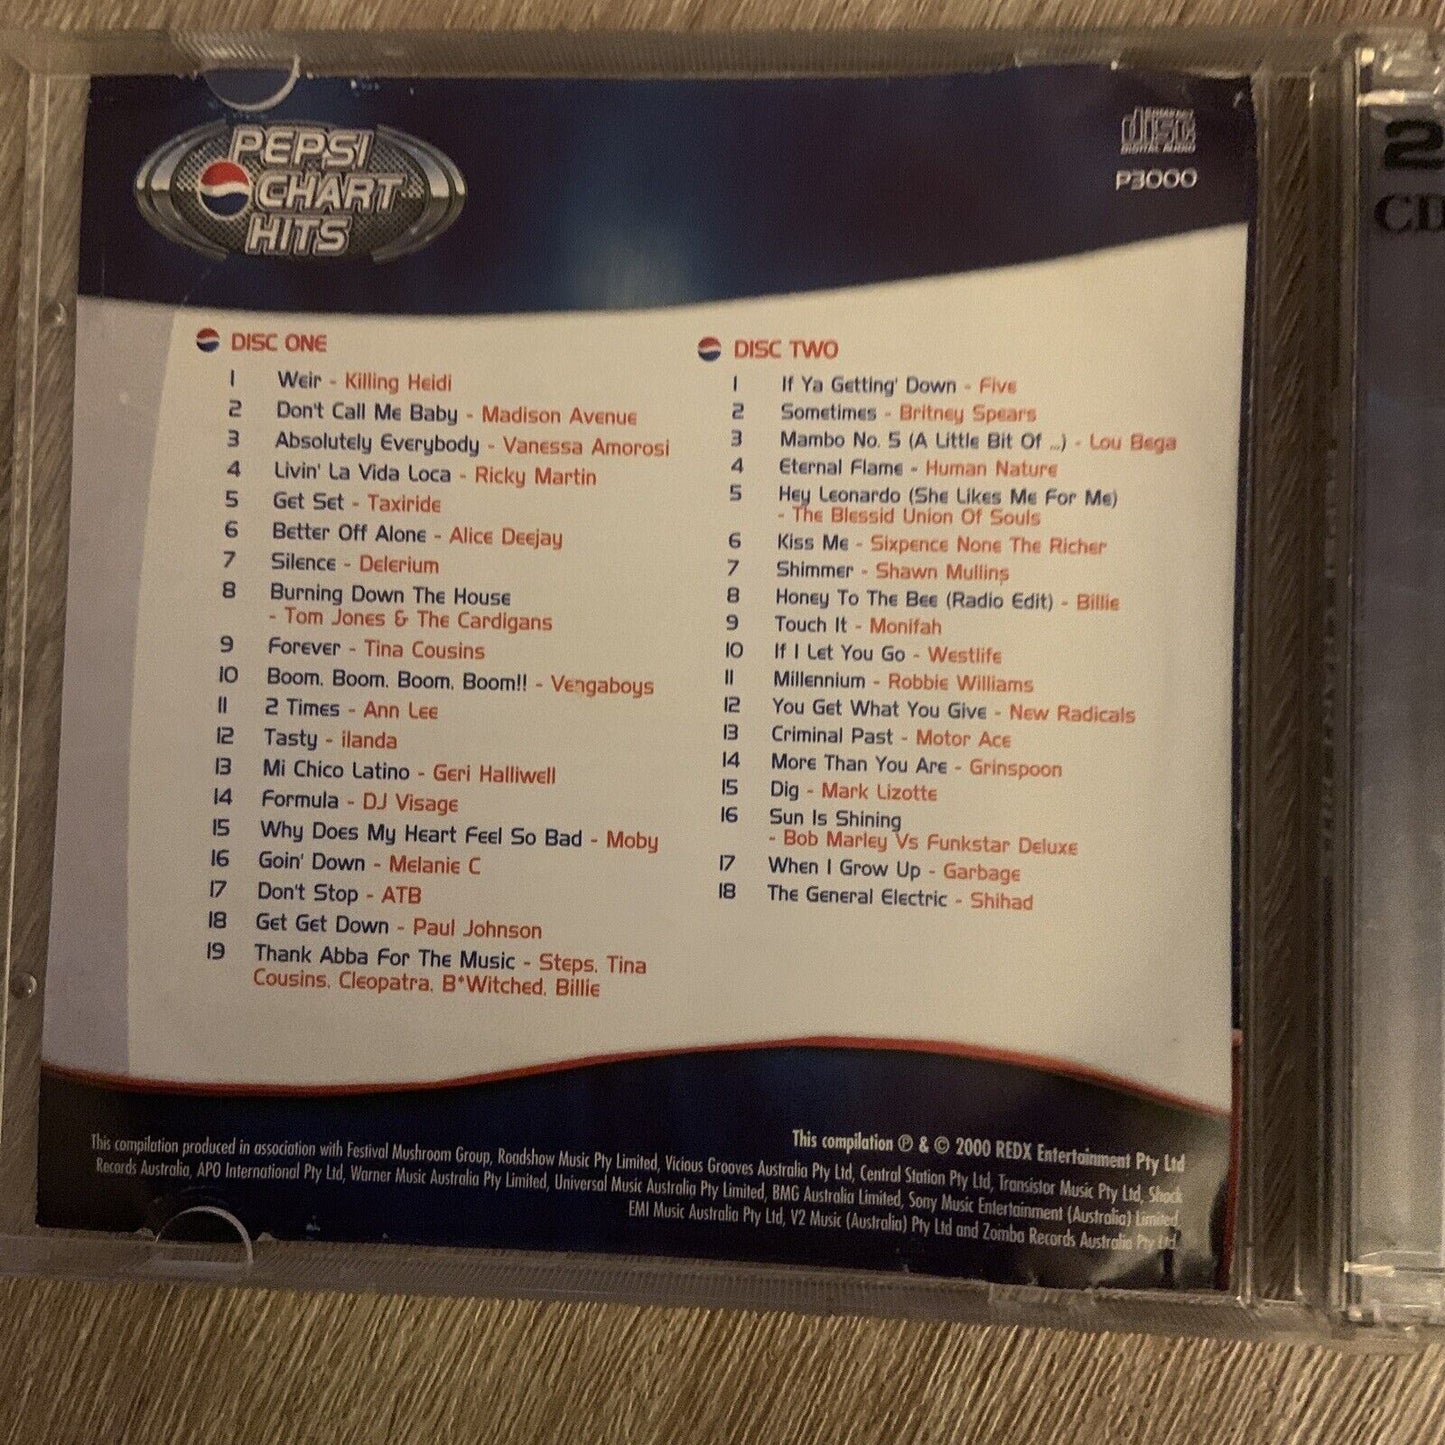 PEPSI
CHART
HITS
COMPACT
disc
DIGITAL AUDIO
P3000
2
CD
DISC ONE
1 Weir - Killing Heidi
2 Don't Call Me Baby - Madison Avenue
3 Absolutely Everybody - Vanessa Amorosi
4 Livin' La Vida Loca - Ricky Martin
5 Get Set - Taxiride
6 Better Off Alone - Alice Deejay
7 Silence - Delerium
8 Burning Down The House
- Tom Jones & The Cardigans
9 Forever - Tina Cousins
10 Boom, Boom, Boom, Boom!! - Vengaboys
11 2 Times - Ann Lee
12 Tasty - ilanda
13 Mi Chico Latino - Geri Halliwell
14 Formula - DJ Visage
15 Why Does My Heart Feel So Bad - Moby
16 Goin' Down - Melanie C
17 Don't Stop - ATB
18 Get Get Down - Paul Johnson
19 Thank Abba For The Music - Steps, Tina
Cousins, Cleopatra, B*Witched, Billie
DISC TWO
1 If Ya Getting' Down - Five
2 Sometimes - Britney Spears
3 Mambo No. 5 (A Little Bit Of ...) - Lou Bega
4 Eternal Flame - Human Nature
5 Hey Leonardo (She Likes Me For Me)
- The Blessid Union Of Souls
6 Kiss Me - Sixpence None The Richer
7 Shimmer - Shawn Mullins
8 Honey To The Bee (Radio Edit) - Billie
9 Touch It - Monifah
10 If I Let You Go - Westlife
11 Millennium - Robbie Williams
12 You Get What You Give - New Radicals
13 Criminal Past - Motor Ace
14 More Than You Are - Grinspoon
15 Dig - Mark Lizotte
16 Sun Is Shining
- Bob Marley Vs Funkstar Deluxe
17 When I Grow Up - Garbage
18 The General Electric - Shihad
This compilation ℗ & © 2000 REDX Entertainment Pty Ltd
This compilation produced in association with Festival Mushroom Group, Roadshow Music Pty Limited, Vicious Grooves Australia Pty Ltd, Central Station Pty Ltd, Transistor Music Pty Ltd, Shock
Records Australia, APO International Pty Ltd, Warner Music Australia Pty Limited, Universal Music Australia Pty Limited, BMG Australia Limited, Sony Music Entertainment (Australia) Limited,
EMI Music Australia Pty Ltd, V2 Music (Australia) Pty Ltd and Zomba Records Australia Pty Ltd.